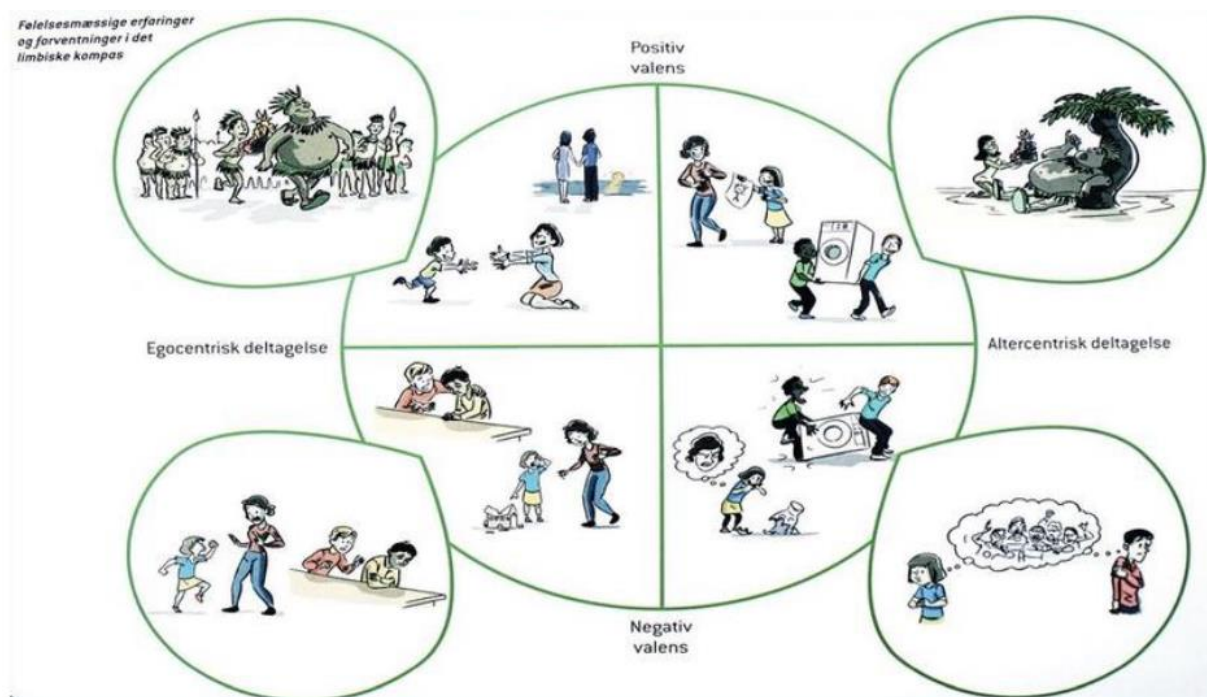 Følelsesmæssige erfaringer
og forventninger i det
limbiske kompas
Positiv
valens
Egocentrisk deltagelse
Altercentrisk deltagelse
Negativ
valens